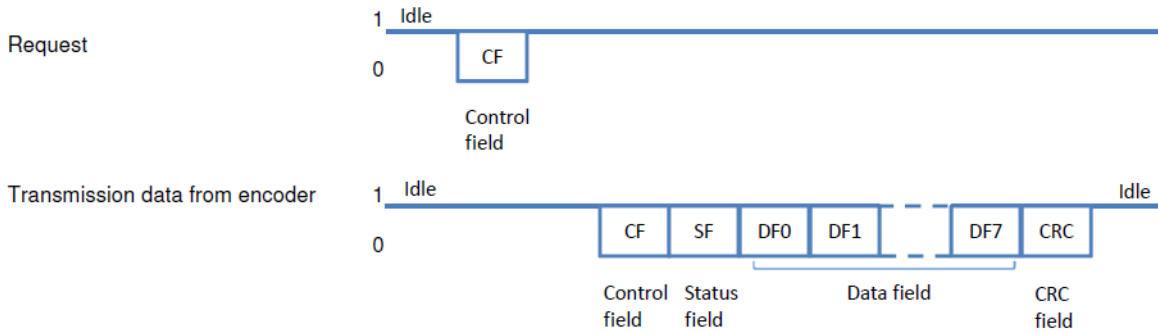 1 Idle
Request
CF
0
Control
field
1 Idle Idle
Transmission data from encoder
0
CF SF DF0 DF1 DF7 CRC
Control Status Data field CRC
field field field